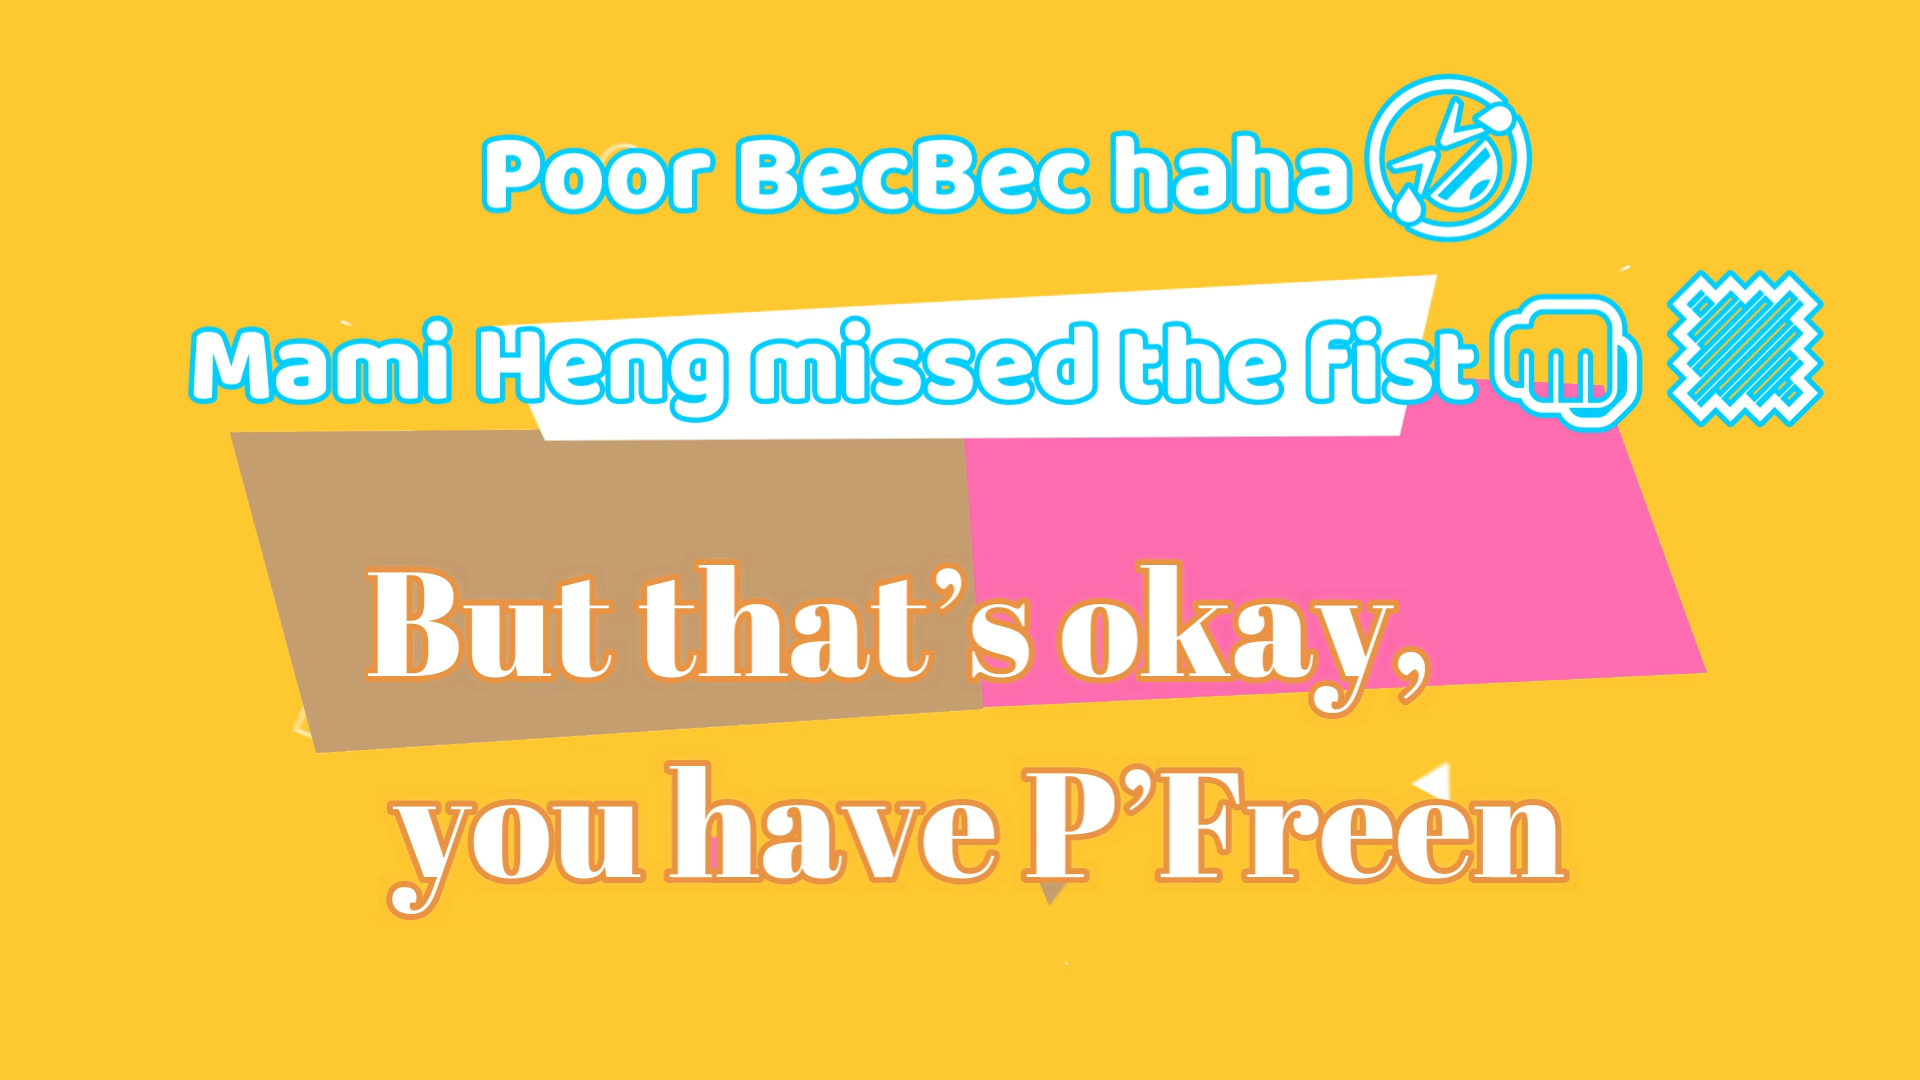 Poor BecBec haha 🤣
Mami Heng missed the fist 👊🏻
But that’s okay,
you have P’Freen